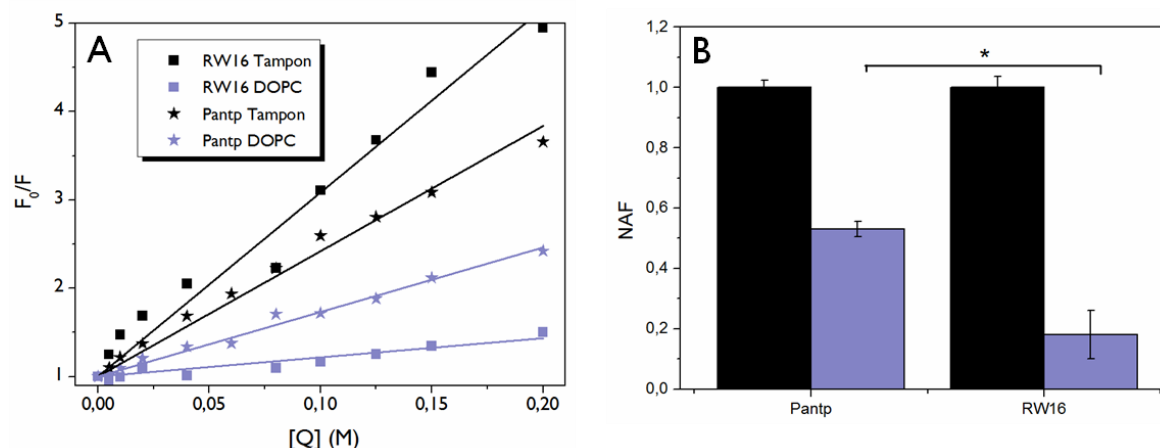 A
RW16 Tampon
RW16 DOPC
Pantp Tampon
Pantp DOPC
F₀/F
5
4
3
2
1
0,00 0,05 0,10 0,15 0,20
[Q] (M)
B
*
NAF
1,2
1,0
0,8
0,6
0,4
0,2
0,0
Pantp RW16